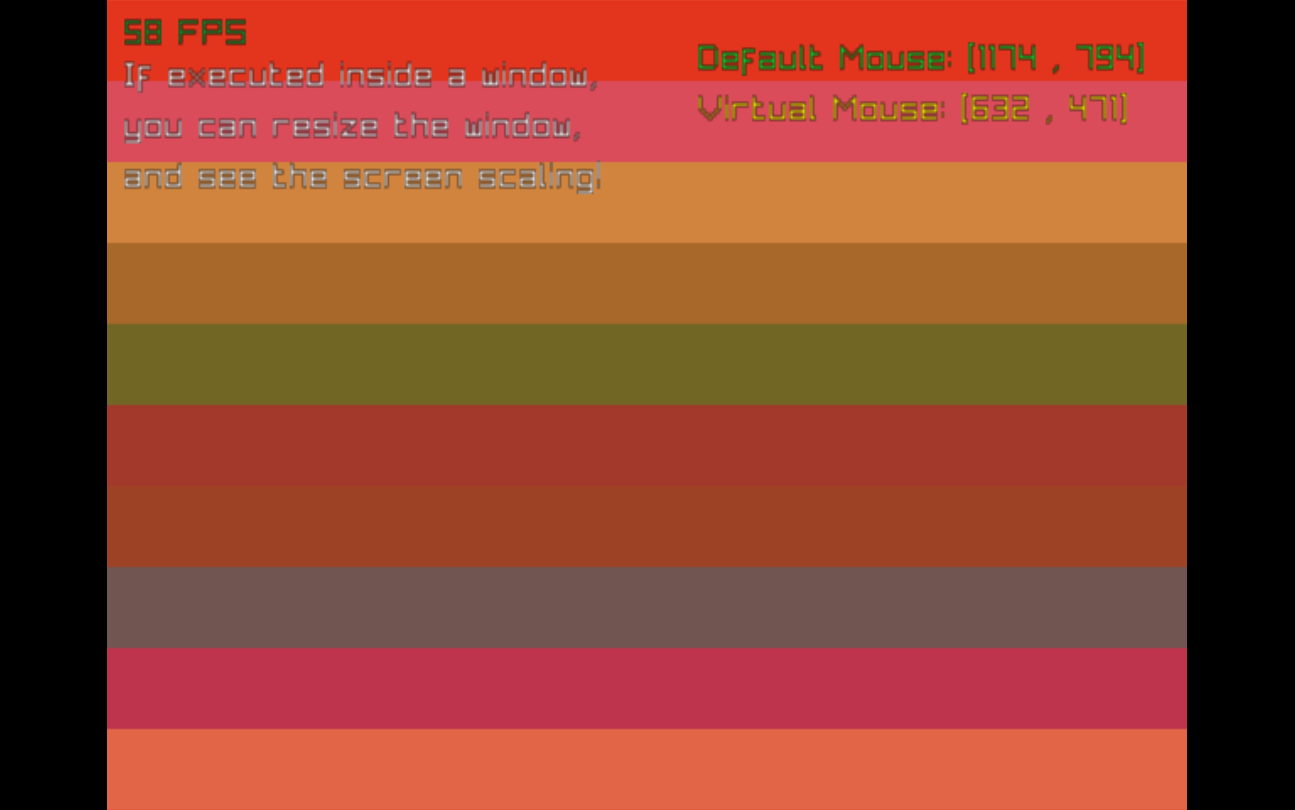 58 FPS
If executed inside a window,
you can resize the window,
and see the screen scaling!
Default Mouse: [1174 , 794]
Virtual Mouse: [632 , 471]